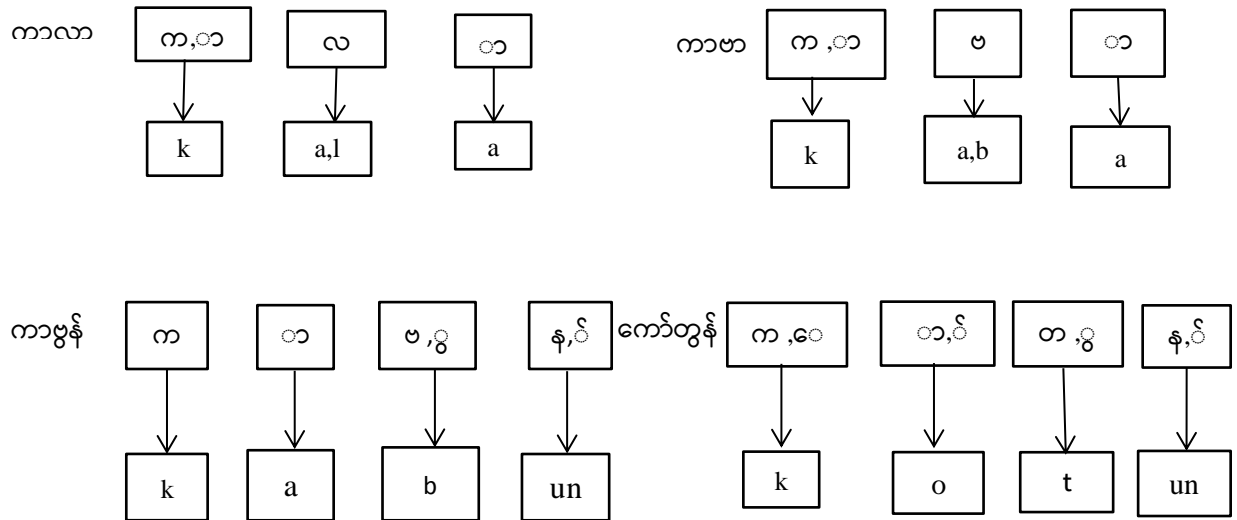 ကာလာ က,ာ လ ာ ကာဗာ က ,ာ ဗ ာ
k a,l a k a,b a
ကာဗွန် က ာ ဗ ,ွ န,် ကော်တွန် က ,ေ ာ,် တ ,ွ န,်
k a b un k o t un